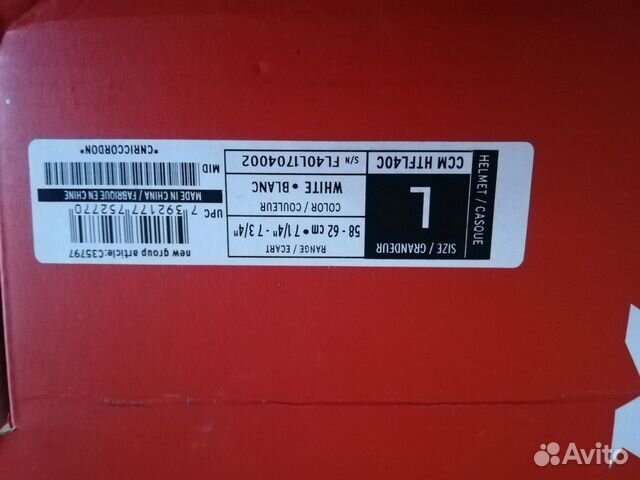 HELMET / CASQUE
SIZE / GRANDEUR
L
CCM HTFL40C
RANGE / ECART
58 - 62 cm • 7 1/4" - 7 3/4"
COLOR / COULEUR
WHITE • BLANC
S/N FL40L1704002
new group article:C35797
7 392177 752770
UPC
MADE IN CHINA / FABRIQUE EN CHINE
MID
*CNRICCORDON*
Avito